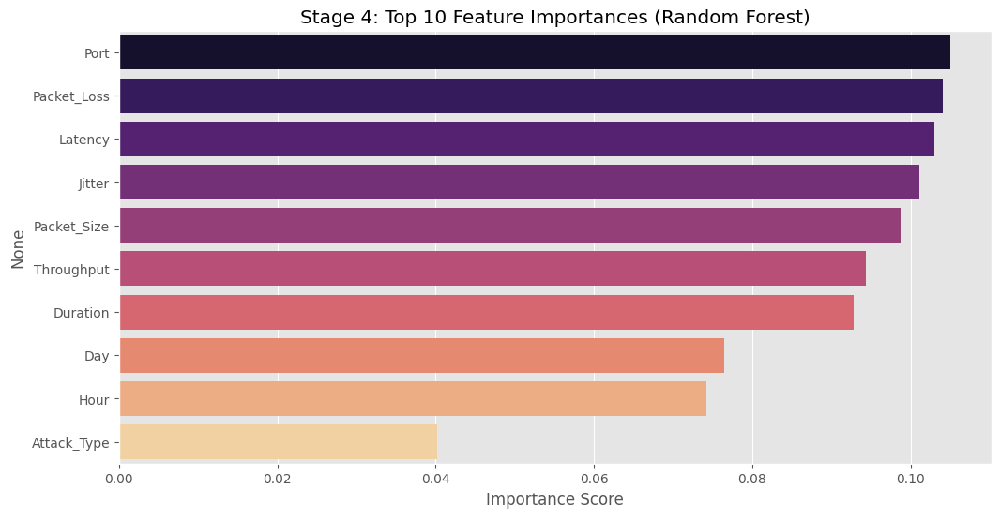 Stage 4: Top 10 Feature Importances (Random Forest)
Port
Packet_Loss
Latency
Jitter
Packet_Size
Throughput
Duration
Day
Hour
Attack_Type
None
0.00 0.02 0.04 0.06 0.08 0.10
Importance Score